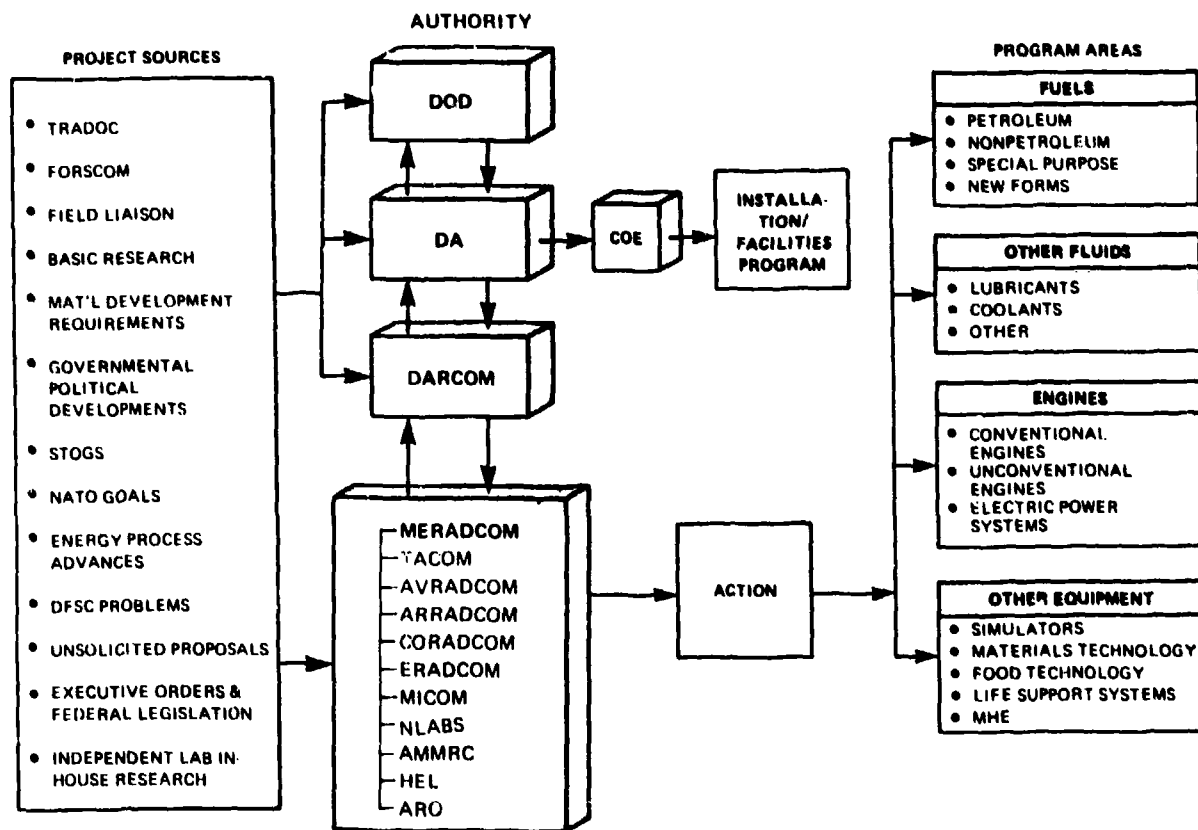 AUTHORITY
PROJECT SOURCES
• TRADOC
• FORSCOM
• FIELD LIAISON
• BASIC RESEARCH
• MAT'L DEVELOPMENT
REQUIREMENTS
• GOVERNMENTAL
POLITICAL
DEVELOPMENTS
• STOGS
• NATO GOALS
• ENERGY PROCESS
ADVANCES
• DFSC PROBLEMS
• UNSOLICITED PROPOSALS
• EXECUTIVE ORDERS &
FEDERAL LEGISLATION
• INDEPENDENT LAB IN-
HOUSE RESEARCH
DOD
DA
DARCOM
COE
INSTALLA-
TION/
FACILITIES
PROGRAM
MERADCOM
TACOM
AVRADCOM
ARRADCOM
CORADCOM
ERADCOM
MICOM
NLABS
AMMRC
HEL
ARO
ACTION
PROGRAM AREAS
FUELS
• PETROLEUM
• NONPETROLEUM
• SPECIAL PURPOSE
• NEW FORMS
OTHER FLUIDS
• LUBRICANTS
• COOLANTS
• OTHER
ENGINES
• CONVENTIONAL
ENGINES
• UNCONVENTIONAL
ENGINES
• ELECTRIC POWER
SYSTEMS
OTHER EQUIPMENT
• SIMULATORS
• MATERIALS TECHNOLOGY
• FOOD TECHNOLOGY
• LIFE SUPPORT SYSTEMS
• MHE